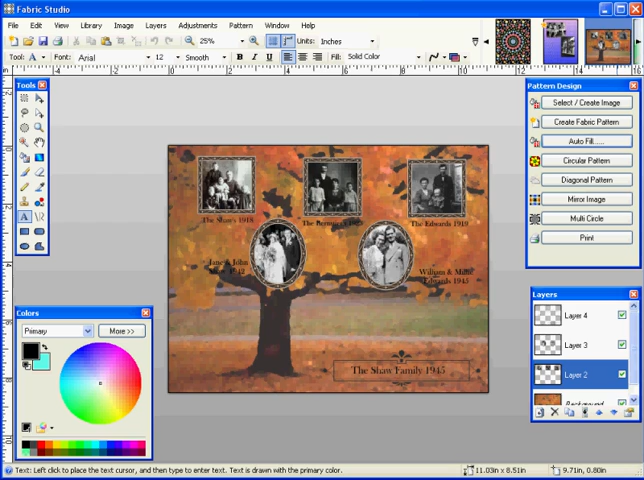 Fabric Studio
File Edit View Library Image Layers Adjustments Pattern Window Help
25% Units: Inches
Tool: A Font: Arial 12 Smooth B I U Fill: Solid Color
Tools
Pattern Design
Select / Create Image
Create Fabric Pattern
Auto Fill.....
Circular Pattern
Diagonal Pattern
Mirror Image
Multi Circle
Print
The Shaw's 1918
The Edwards 1919
Jane & John
William &
Edwards 1945
The Shaw Family 1945
Layers
Layer 4
Layer 3
Layer 2
Background
Colors
Primary More >>
Text: Left click to place the text cursor, and then type to enter text. Text is drawn with the primary color. 11.03in x 8.51in 9.71in, 0.80in